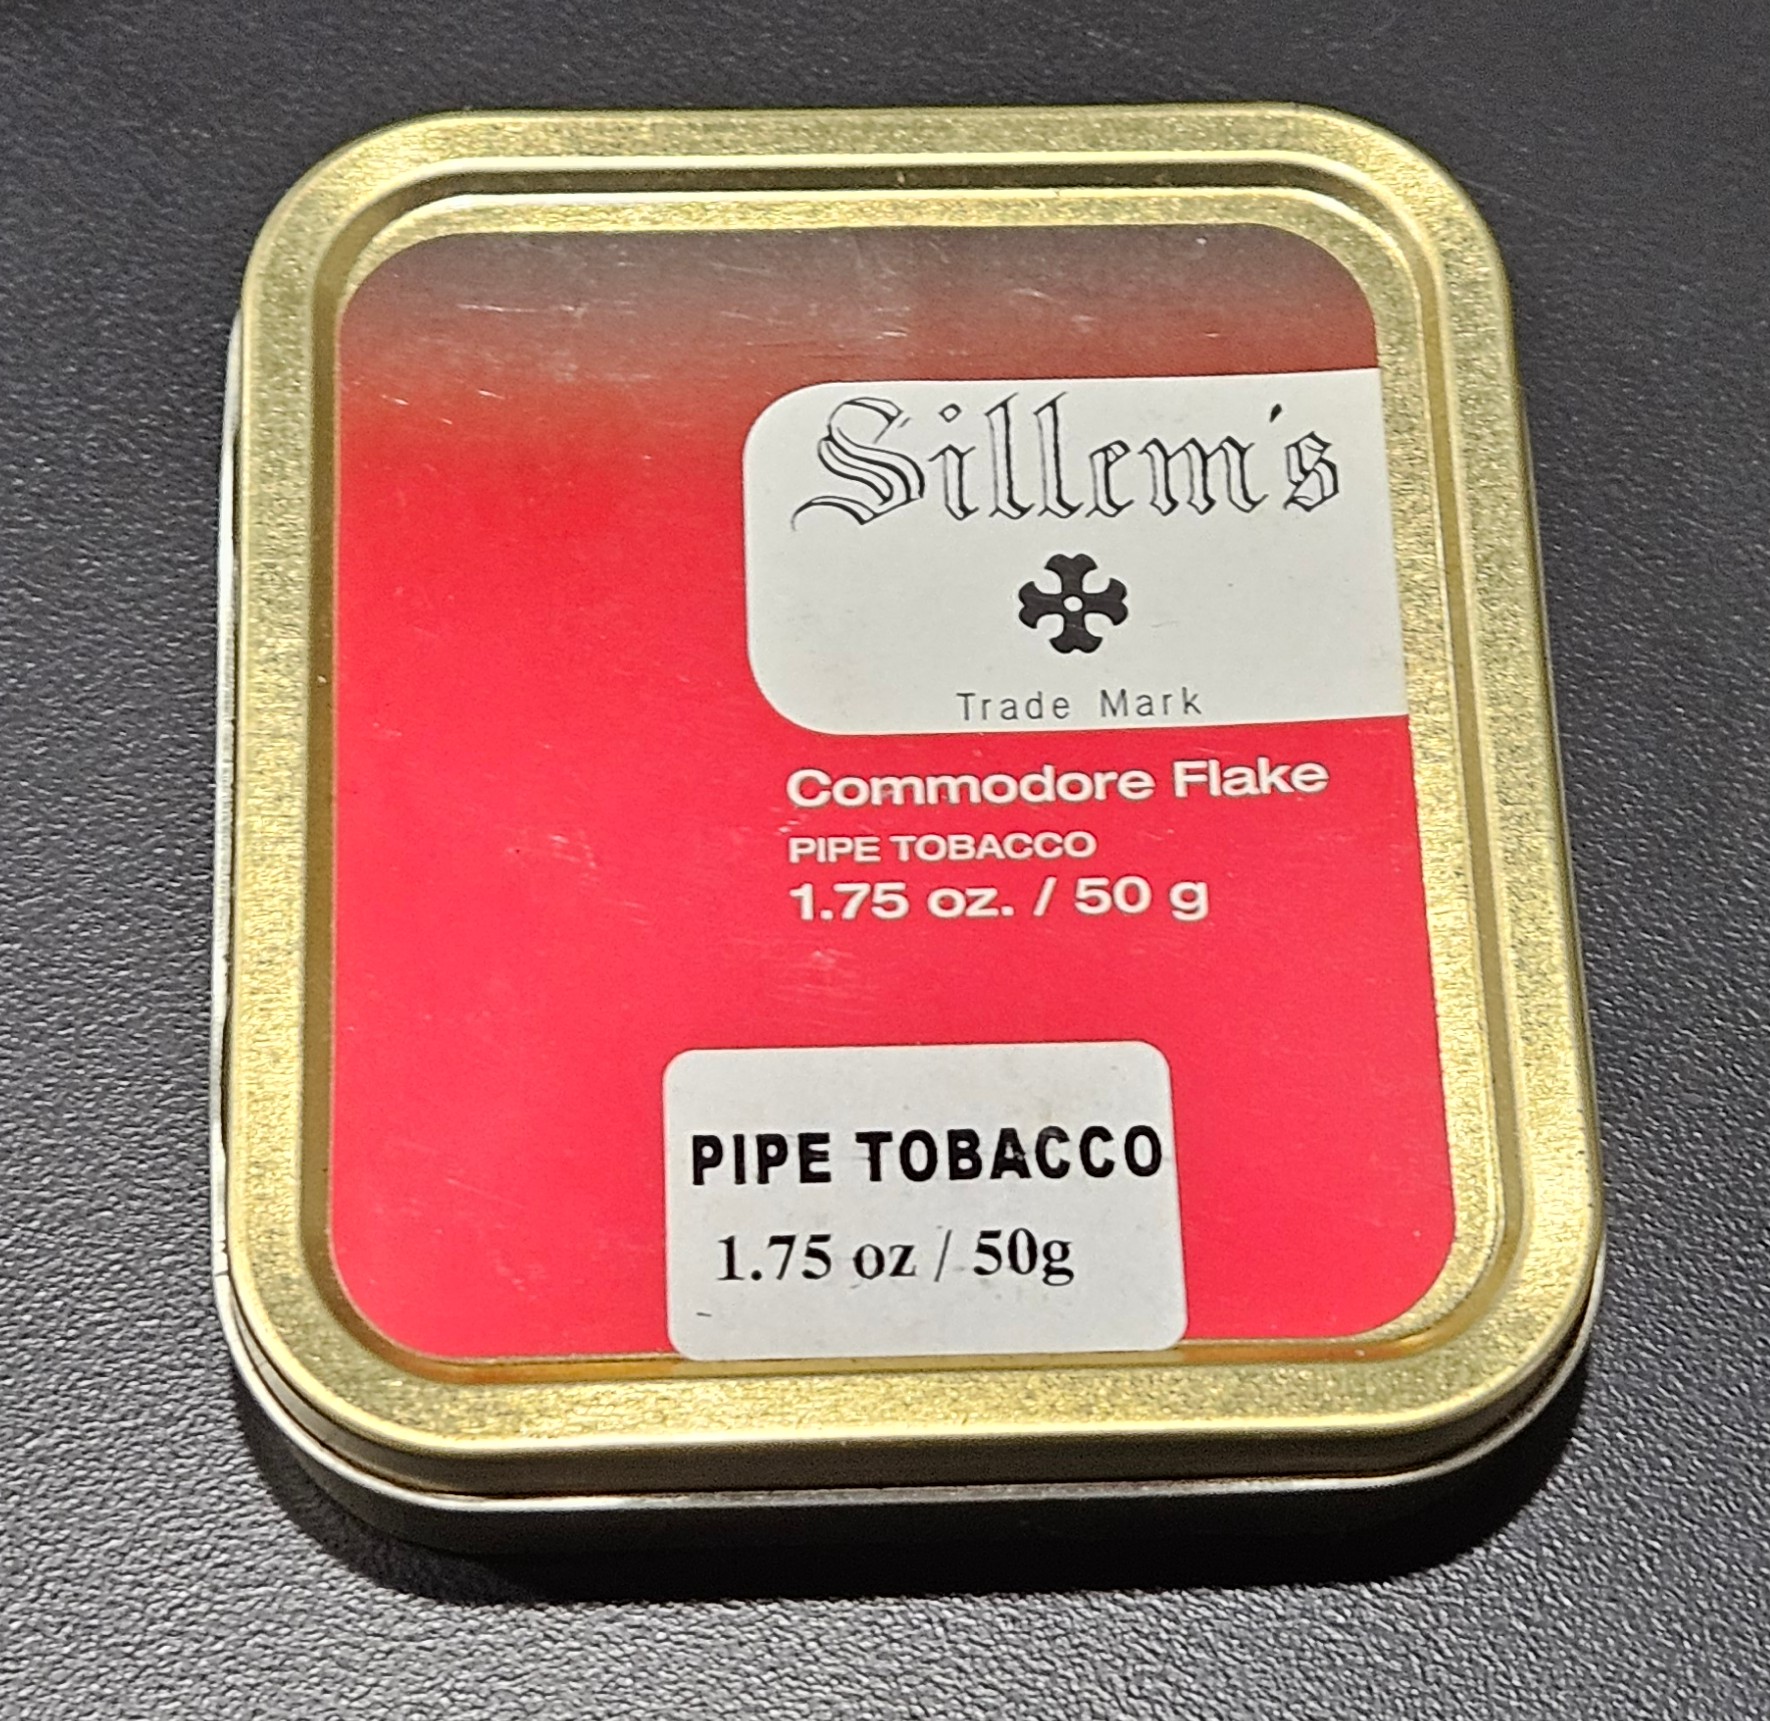 Sillem's
Trade Mark
Commodore Flake
PIPE TOBACCO
1.75 oz. / 50 g
PIPE TOBACCO
1.75 oz / 50g